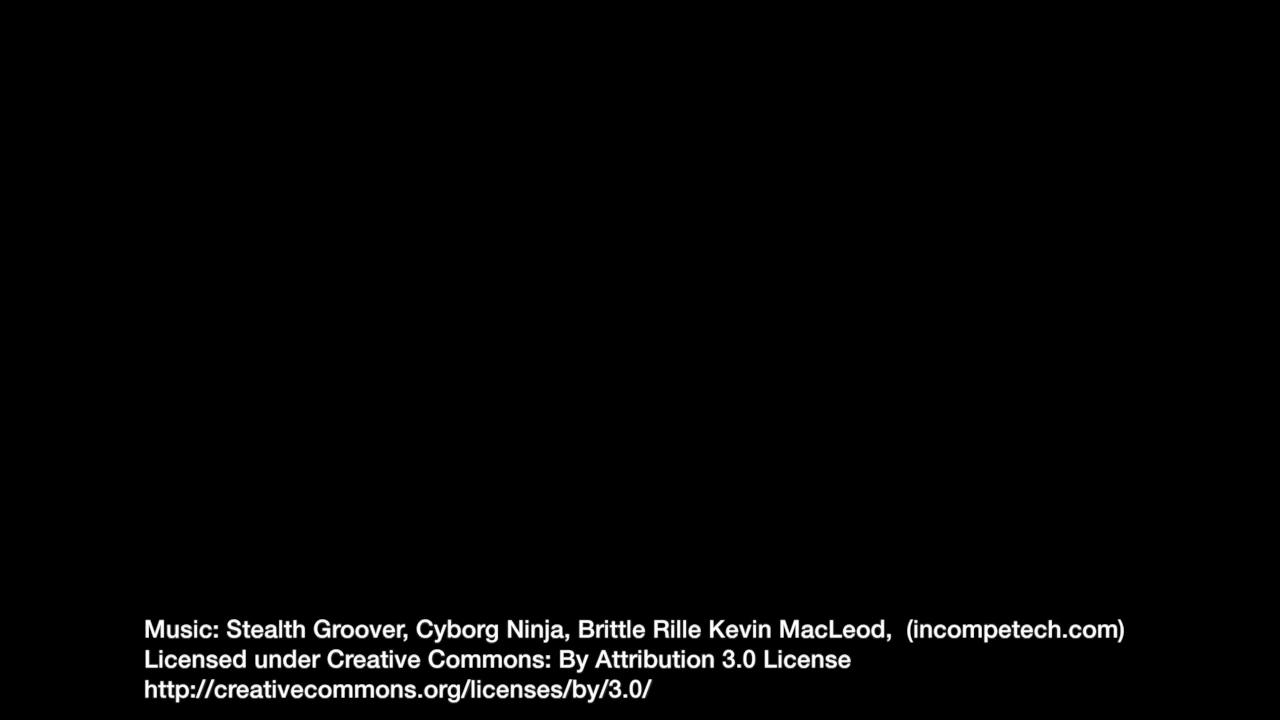 Music: Stealth Groover, Cyborg Ninja, Brittle Rille Kevin MacLeod,  (incompetech.com)
Licensed under Creative Commons: By Attribution 3.0 License
http://creativecommons.org/licenses/by/3.0/